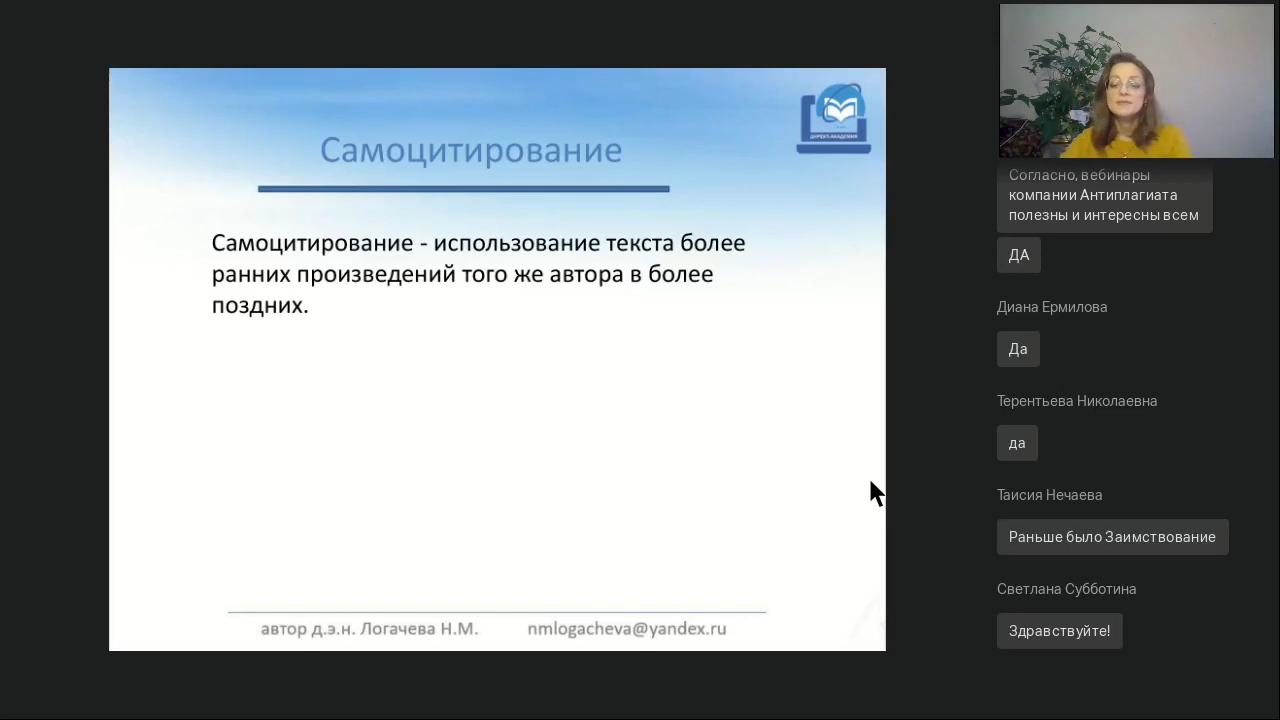 Самоцитирование
ДИРЕКТ-АКАДЕМИЯ
Самоцитирование - использование текста более
ранних произведений того же автора в более
поздних.
автор д.э.н. Логачева Н.М. nmlogacheva@yandex.ru
Согласно, вебинары
компании Антиплагиата
полезны и интересны всем
ДА
Диана Ермилова
Да
Терентьева Николаевна
да
Таисия Нечаева
Раньше было Заимствование
Светлана Субботина
Здравствуйте!